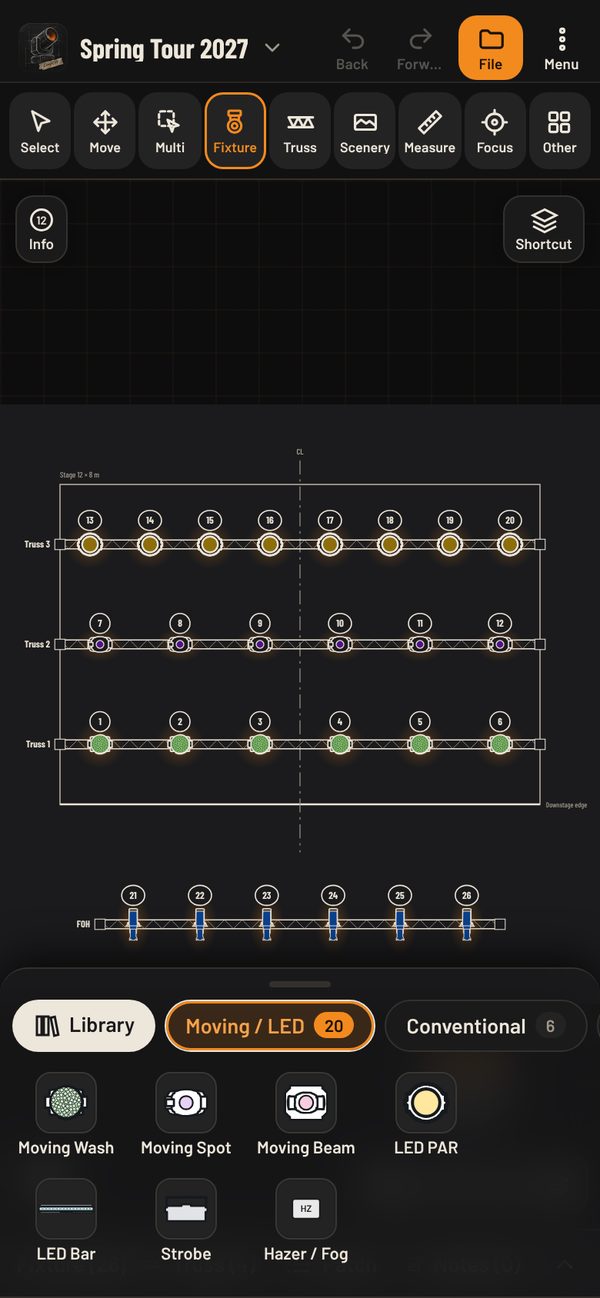 Spring Tour 2027
Back
Forw...
File
Menu
Select
Move
Multi
Fixture
Truss
Scenery
Measure
Focus
Other
12
Info
Shortcut
CL
Stage 12 × 8 m
13 14 15 16 17 18 19 20
Truss 3
7 8 9 10 11 12
Truss 2
1 2 3 4 5 6
Truss 1
Downstage edge
21 22 23 24 25 26
FOH
Library
Moving / LED 20
Conventional 6
Moving Wash
Moving Spot
Moving Beam
LED PAR
HZ
LED Bar
Strobe
Hazer / Fog